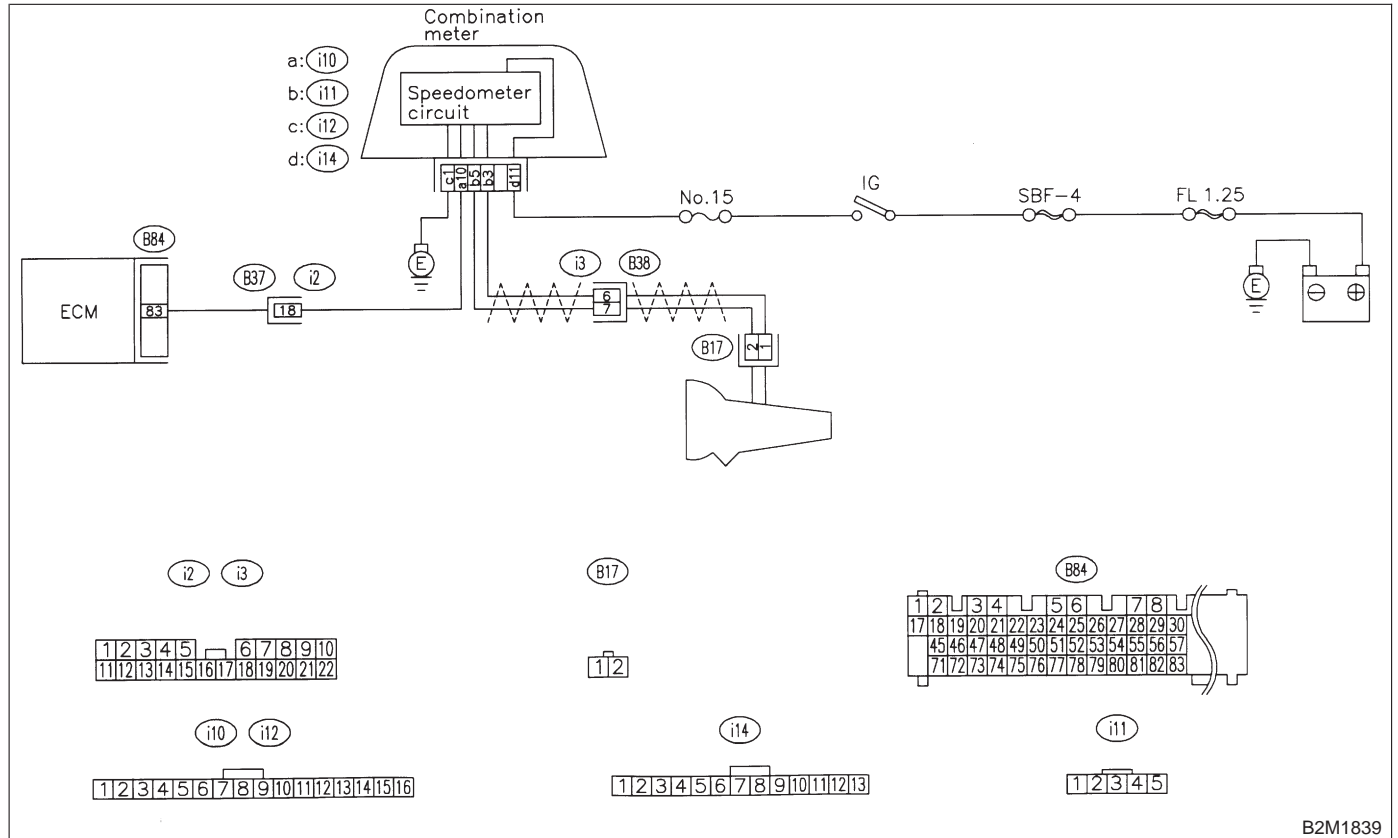 Combination
meter
a: i10
b: i11
c: i12
d: i14
Speedometer
circuit
c1 a10 b5 b3 d11
No.15
IG
SBF-4
FL 1.25
B84
ECM
83
B37
i2
18
E
i3
B38
6
7
E
⊖ ⊕
B17
2 1
i2 i3
1 2 3 4 5 6 7 8 9 10
11 12 13 14 15 16 17 18 19 20 21 22
B17
1 2
B84
1 2 3 4 5 6 7 8
17 18 19 20 21 22 23 24 25 26 27 28 29 30
45 46 47 48 49 50 51 52 53 54 55 56 57
71 72 73 74 75 76 77 78 79 80 81 82 83
i10 i12
1 2 3 4 5 6 7 8 9 10 11 12 13 14 15 16
i14
1 2 3 4 5 6 7 8 9 10 11 12 13
i11
1 2 3 4 5
B2M1839